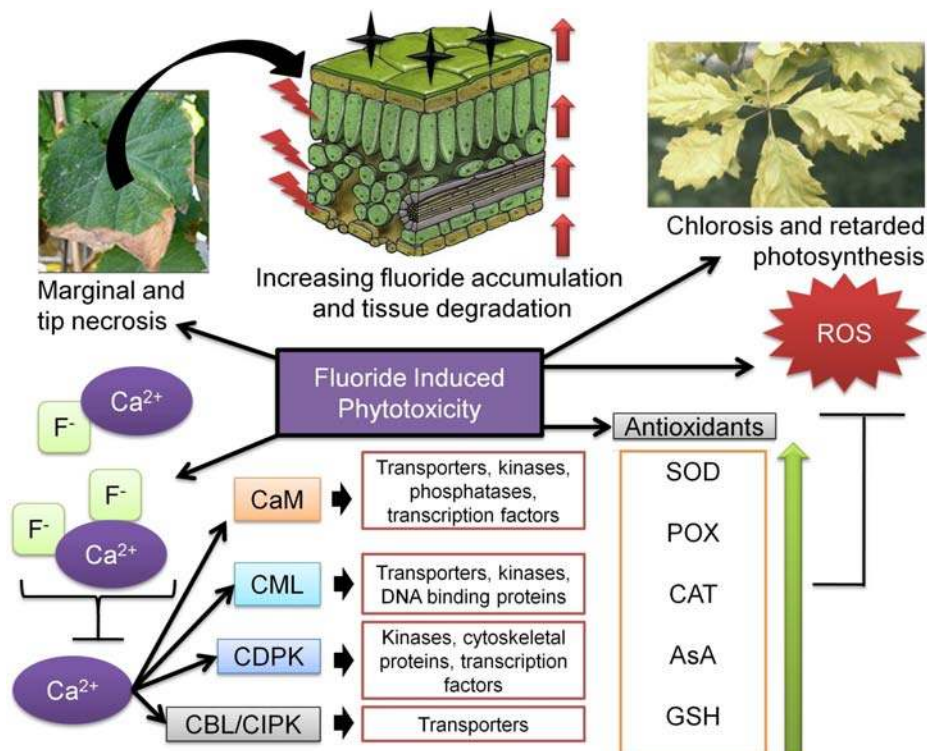 Increasing fluoride accumulation
and tissue degradation
Marginal and
tip necrosis
Chlorosis and retarded
photosynthesis
ROS
Fluoride Induced
Phytotoxicity
Ca²⁺
F⁻
F⁻
F⁻
Ca²⁺
Ca²⁺
CaM
Transporters, kinases,
phosphatases,
transcription factors
CML
Transporters, kinases,
DNA binding proteins
CDPK
Kinases, cytoskeletal
proteins, transcription
factors
CBL/CIPK
Transporters
Antioxidants
SOD
POX
CAT
AsA
GSH